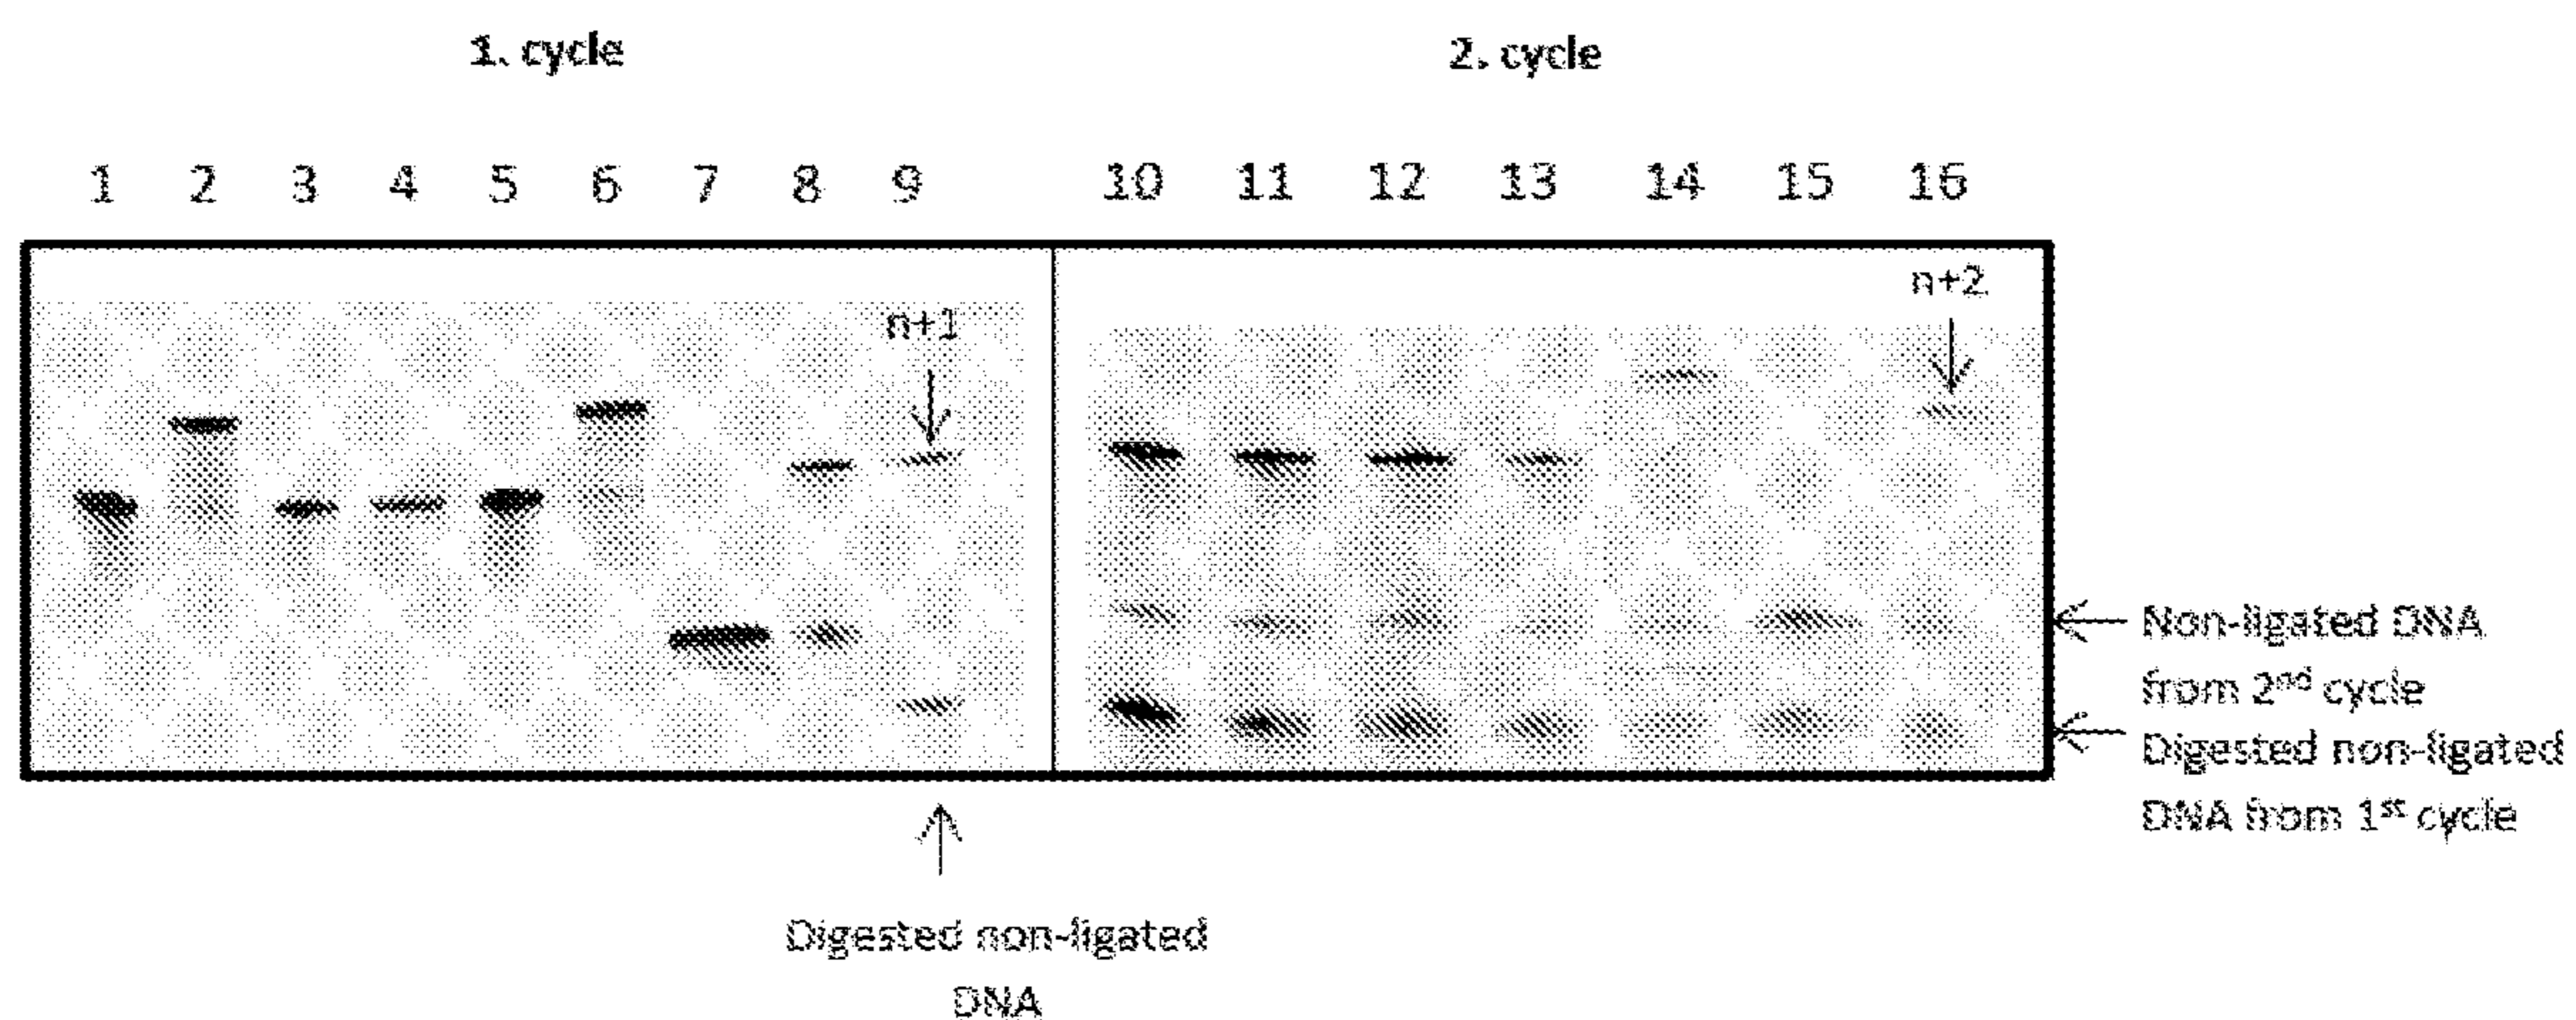 1. cycle 2. cycle
1 2 3 4 5 6 7 8 9 10 11 12 13 14 15 16
n+2
n+1
Non-ligated DNA
from 2nd cycle
Digested non-ligated
DNA from 1st cycle
Digested non-ligated
DNA